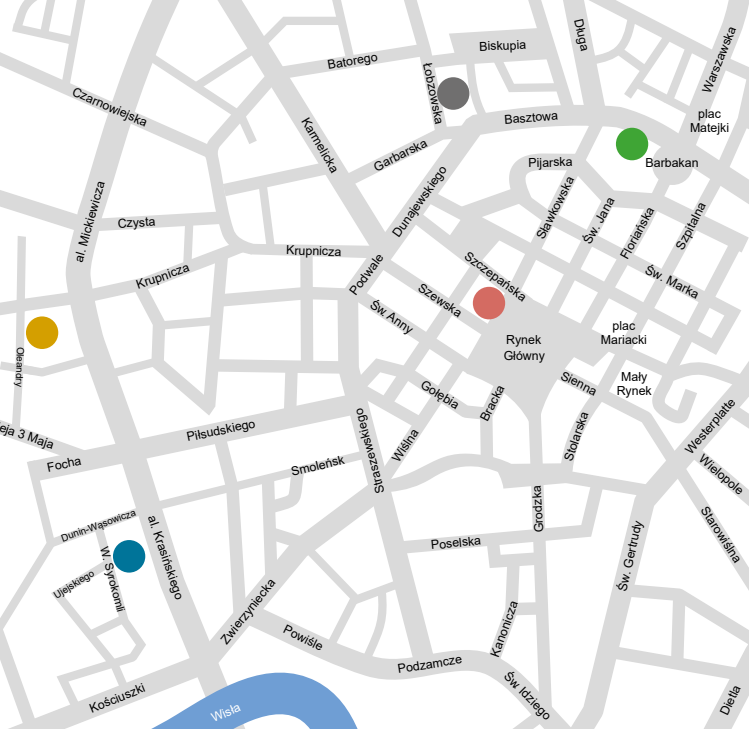 Długa
Warszawska
Biskupia
Batorego
Łobzowska
Czarnowiejska
Basztowa
plac
Matejki
Karmelicka
Garbarska
Pijarska
Barbakan
Dunajewskiego
Sławkowska
Św. Jana
Floriańska
Szpitalna
al. Mickiewicza
Czysta
Krupnicza
Krupnicza
Podwale
Szczepańska
Św. Marka
Szewska
Św. Anny
Rynek
Główny
plac
Mariacki
Oleandry
Gołębia
Bracka
Sienna
Mały
Rynek
Piłsudskiego
Straszewskiego
Wiślna
Stolarska
Westerplatte
eja 3 Maja
Focha
Smoleńsk
Wielopole
Grodzka
Starowiślna
Dunin-Wąsowicza
al. Krasińskiego
Poselska
Św. Gertrudy
Ujejskiego
W. Syrokomli
Zwierzyniecka
Powiśle
Kanonicza
Podzamcze
Św Idziego
Kościuszki
Wisła
Dietla